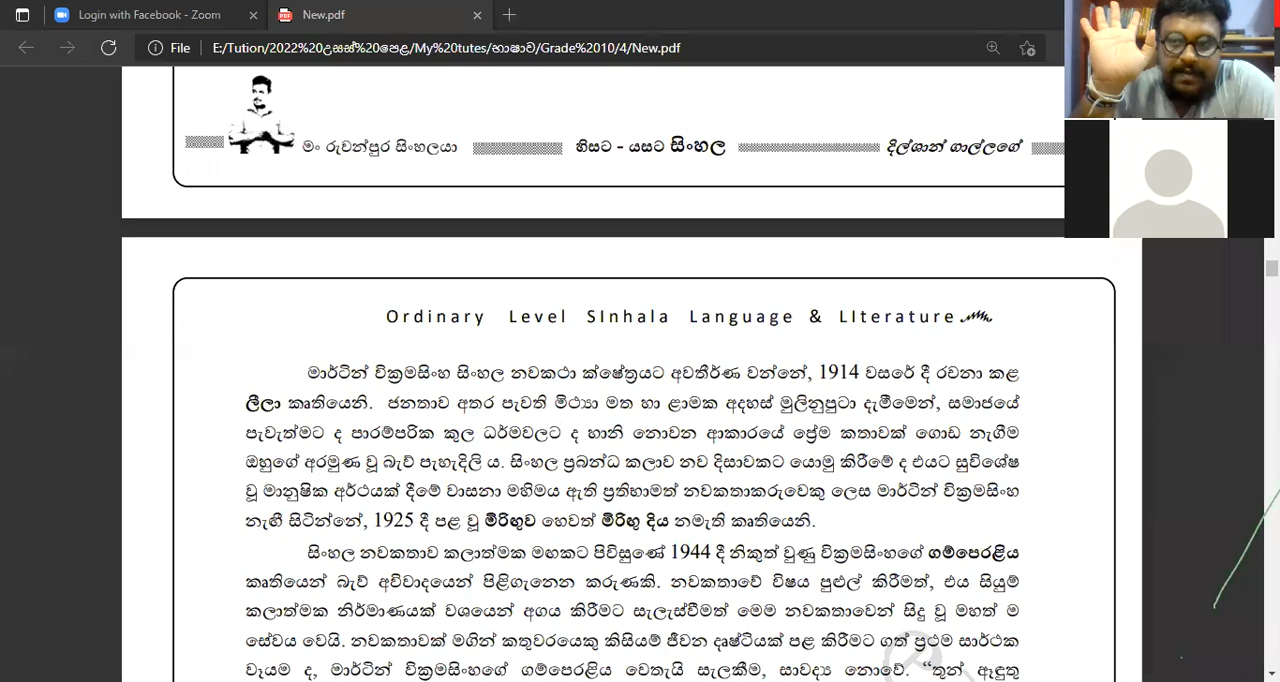 Login with Facebook - Zoom
New.pdf
File E:/Tution/2022%20උසස්%20පෙළ/My%20tutes/භාෂාව/Grade%2010/4/New.pdf
මං රුවන්පුර සිංහලයා හිසට - යසට සිංහල දිල්ශාන් ගාල්ලගේ
Ordinary Level SInhala Language & LIterature
මාර්ටින් වික්‍රමසිංහ සිංහල නවකථා ක්ෂේත්‍රයට අවතීර්ණ වන්නේ, 1914 වසරේ දී රචනා කළ
ලීලා කෘතියෙනි. ජනතාව අතර පැවති මිථ්‍යා මත හා ළාමක අදහස් මුලිනුපුටා දැමීමෙන්, සමාජයේ
පැවැත්මට ද පාරම්පරික කුල ධර්මවලට ද හානි නොවන ආකාරයේ ප්‍රේම කතාවක් ගොඩ නැගීම
ඔහුගේ අරමුණ වූ බැව් පැහැදිලි ය. සිංහල ප්‍රබන්ධ කලාව නව දිසාවකට යොමු කිරීමේ ද එයට සුවිශේෂ
වූ මානුෂික අර්ථයක් දීමේ වාසනා මහිමය ඇති ප්‍රතිභාමත් නවකතාකරුවෙකු ලෙස මාර්ටින් වික්‍රමසිංහ
නැඟී සිටින්නේ, 1925 දී පළ වූ මිරිඟුව හෙවත් මිරිඟු දිය නමැති කෘතියෙනි.
සිංහල නවකතාව කලාත්මක මඟකට පිවිසුණේ 1944 දී නිකුත් වුණු වික්‍රමසිංහගේ ගම්පෙරළිය
කෘතියෙන් බැව් අවිවාදයෙන් පිළිගැනෙන කරුණකි. නවකතාවේ විෂය පුළුල් කිරීමත්, එය සියුම්
කලාත්මක නිර්මාණයක් වශයෙන් අගය කිරීමට සැලැස්වීමත් මෙම නවකතාවෙන් සිදු වූ මහත් ම
සේවය වෙයි. නවකතාවක් මගින් කතුවරයෙකු කිසියම් ජීවන දෘෂ්ටියක් පළ කිරීමට ගත් ප්‍රථම සාර්ථක
වෑයම ද, මාර්ටින් වික්‍රමසිංහගේ ගම්පෙරළිය වෙතැයි සැලකීම, සාවද්‍ය නොවේ. “තුන් ඈඳුතු